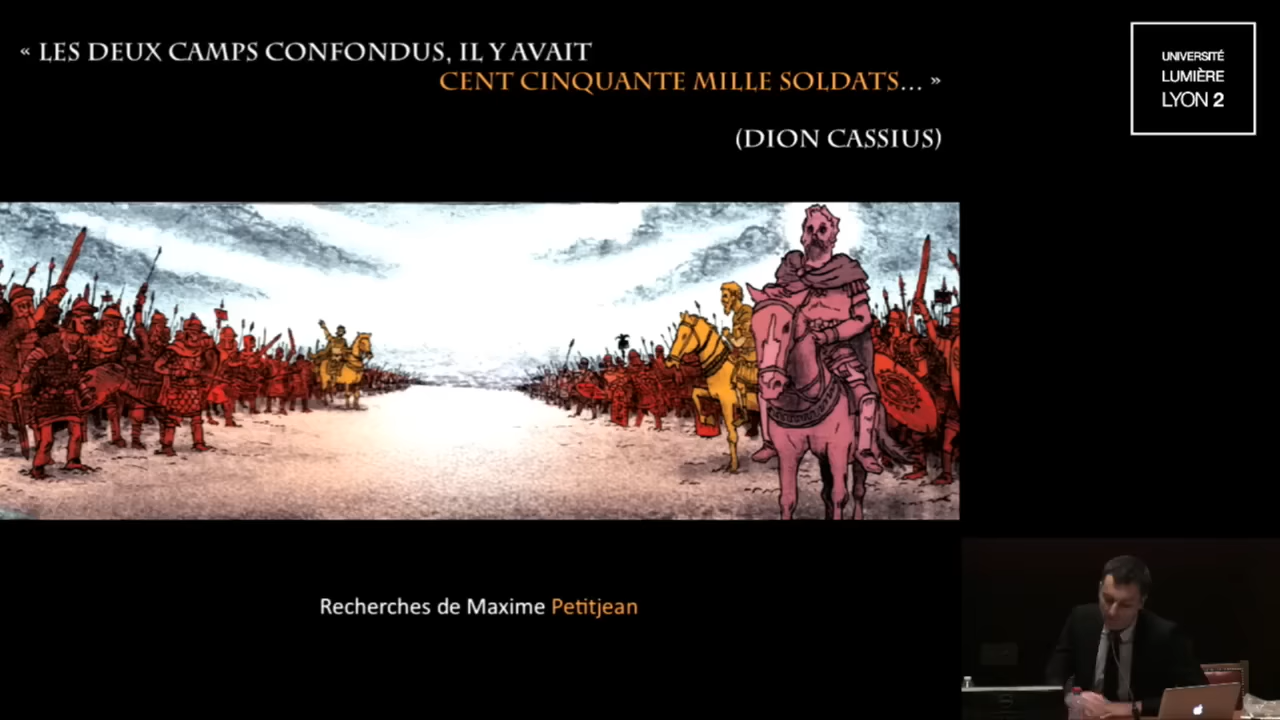 « LES DEUX CAMPS CONFONDUS, IL Y AVAIT
CENT CINQUANTE MILLE SOLDATS... »
(DION CASSIUS)
UNIVERSITÉ
LUMIÈRE
LYON 2
Recherches de Maxime Petitjean